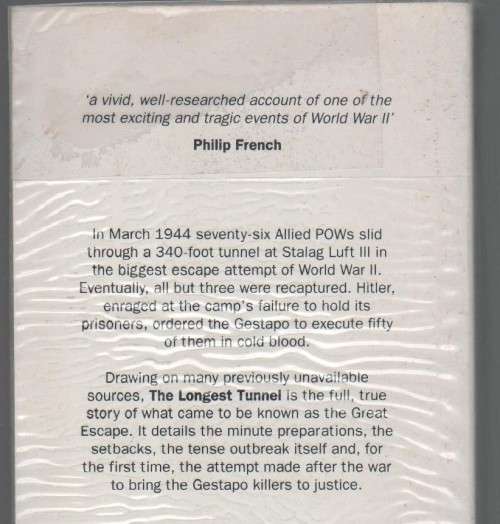 'a vivid, well-researched account of one of the
most exciting and tragic events of World War II'
Philip French
In March 1944 seventy-six Allied POWs slid
through a 340-foot tunnel at Stalag Luft III in
the biggest escape attempt of World War II.
Eventually, all but three were recaptured. Hitler,
enraged at the camp's failure to hold its
prisoners, ordered the Gestapo to execute fifty
of them in cold blood.
Drawing on many previously unavailable
sources, The Longest Tunnel is the full, true
story of what came to be known as the Great
Escape. It details the minute preparations, the
setbacks, the tense outbreak itself and, for
the first time, the attempt made after the war
to bring the Gestapo killers to justice.